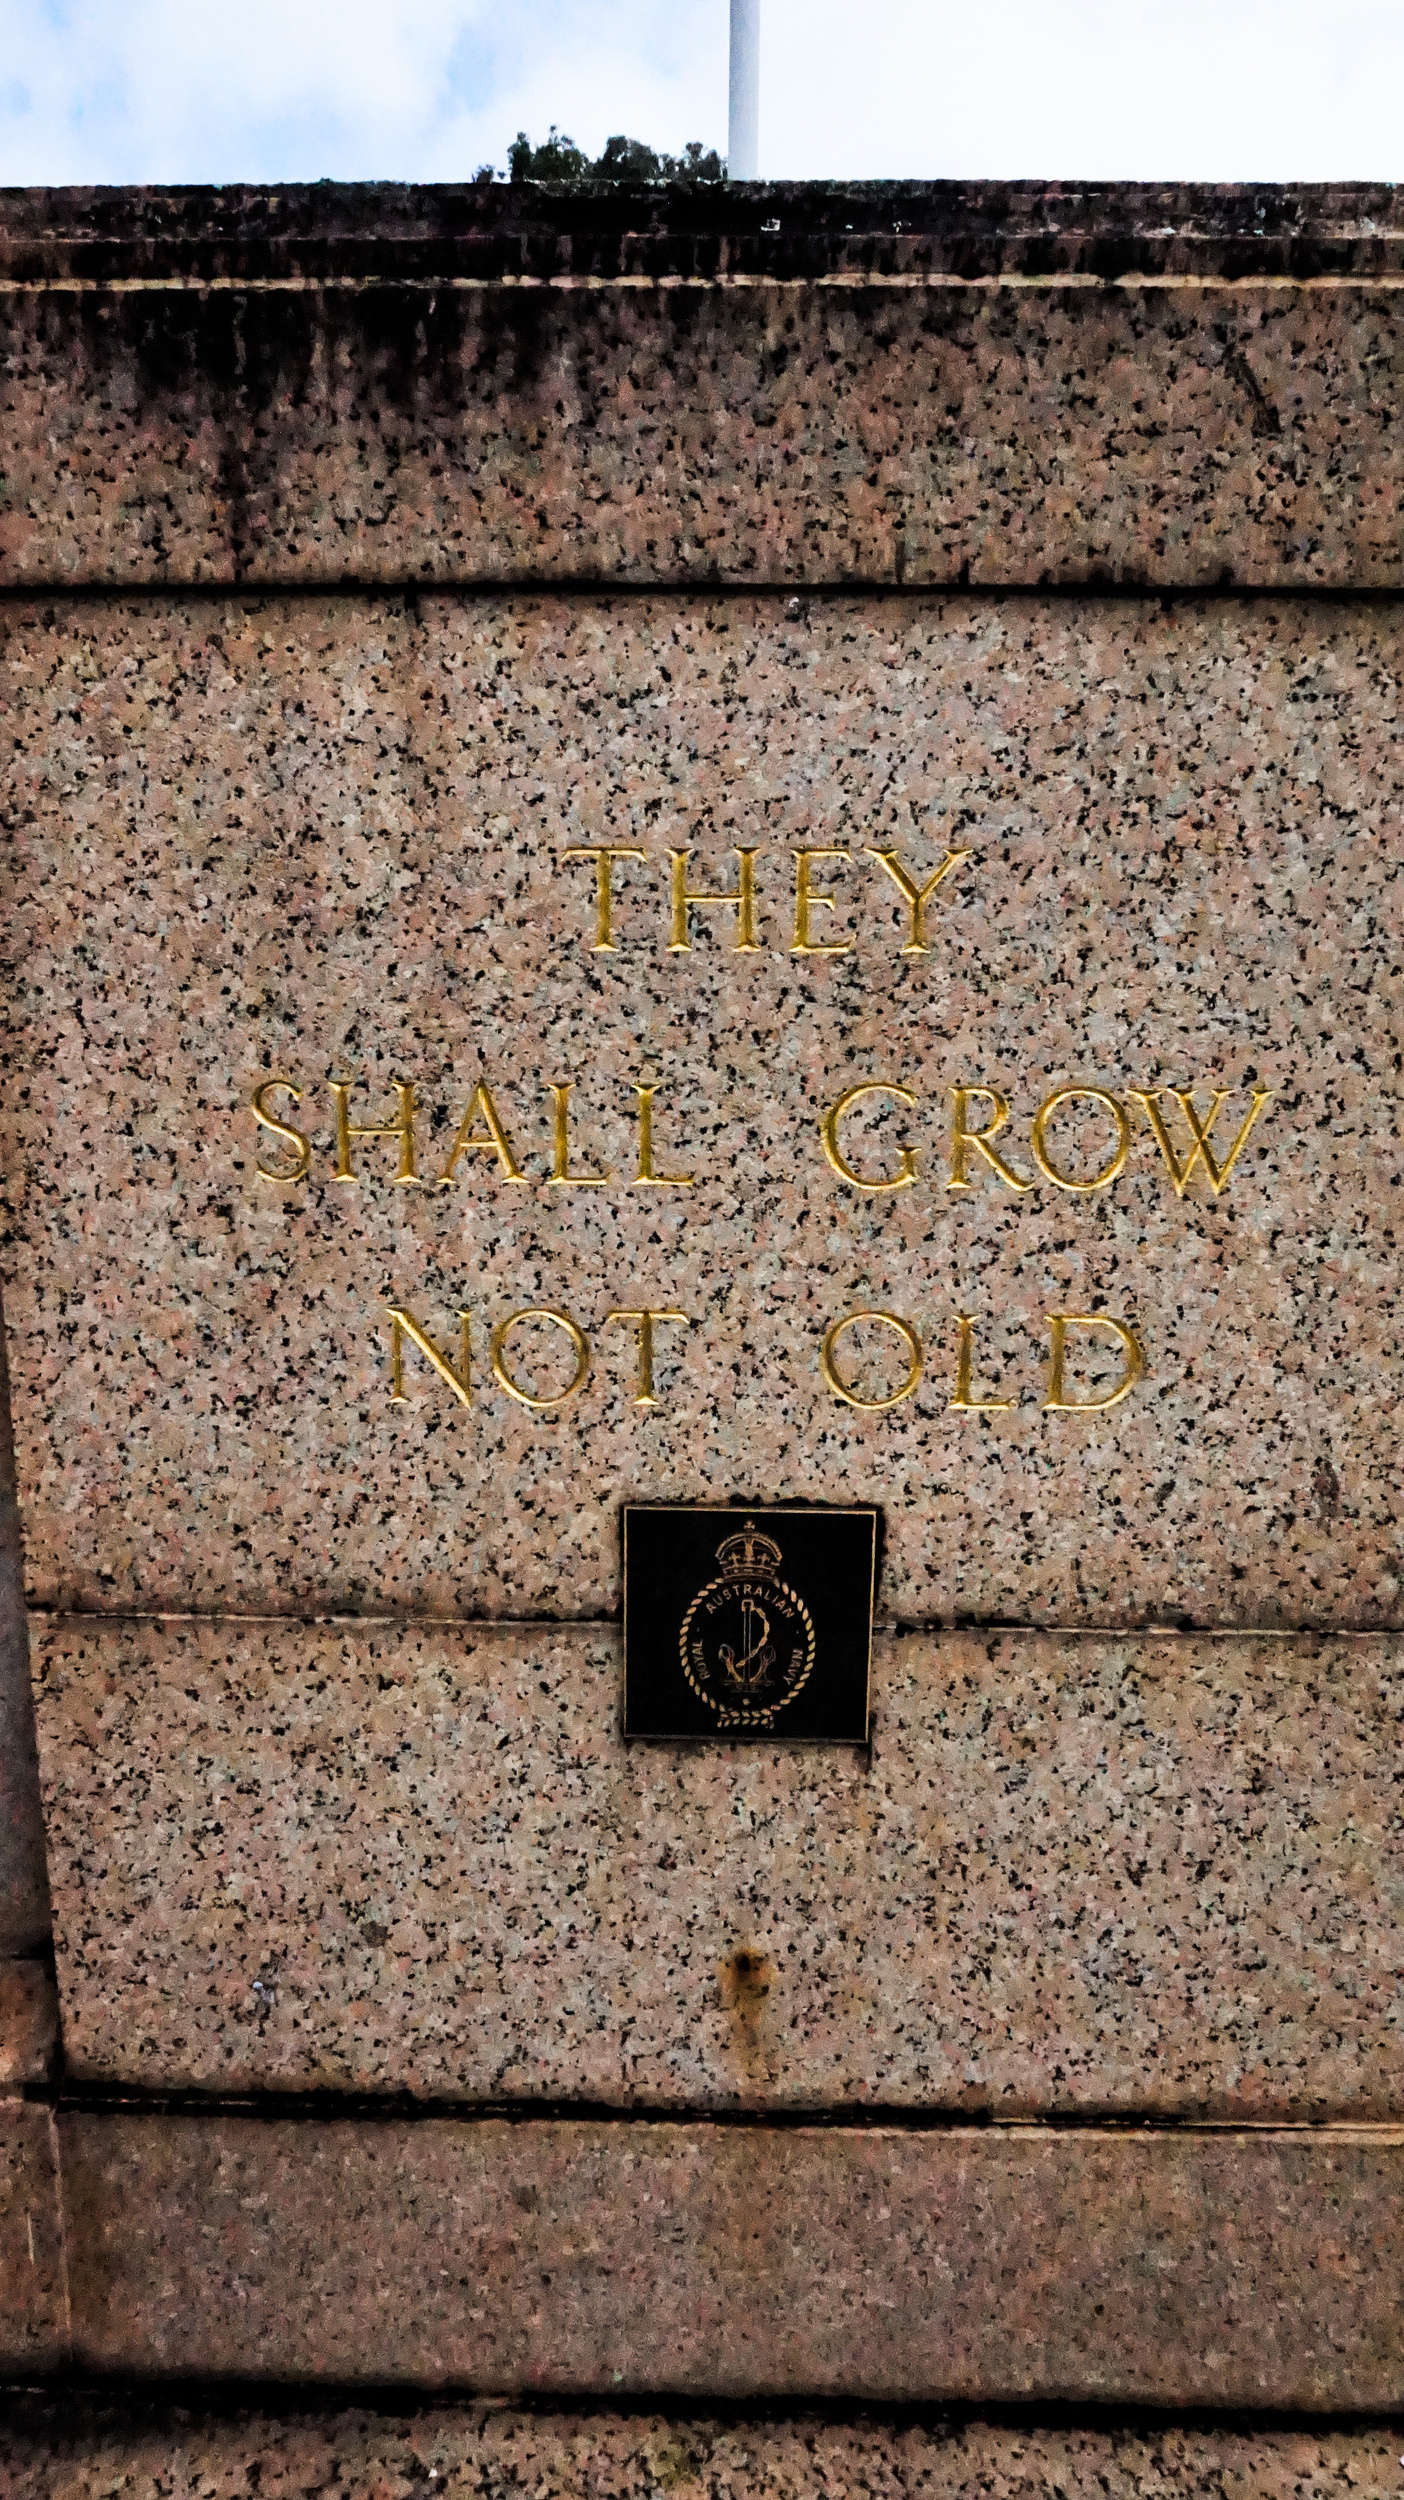 THEY
SHALL GROW
NOT OLD
ROYAL · AUSTRALIAN · NAVY